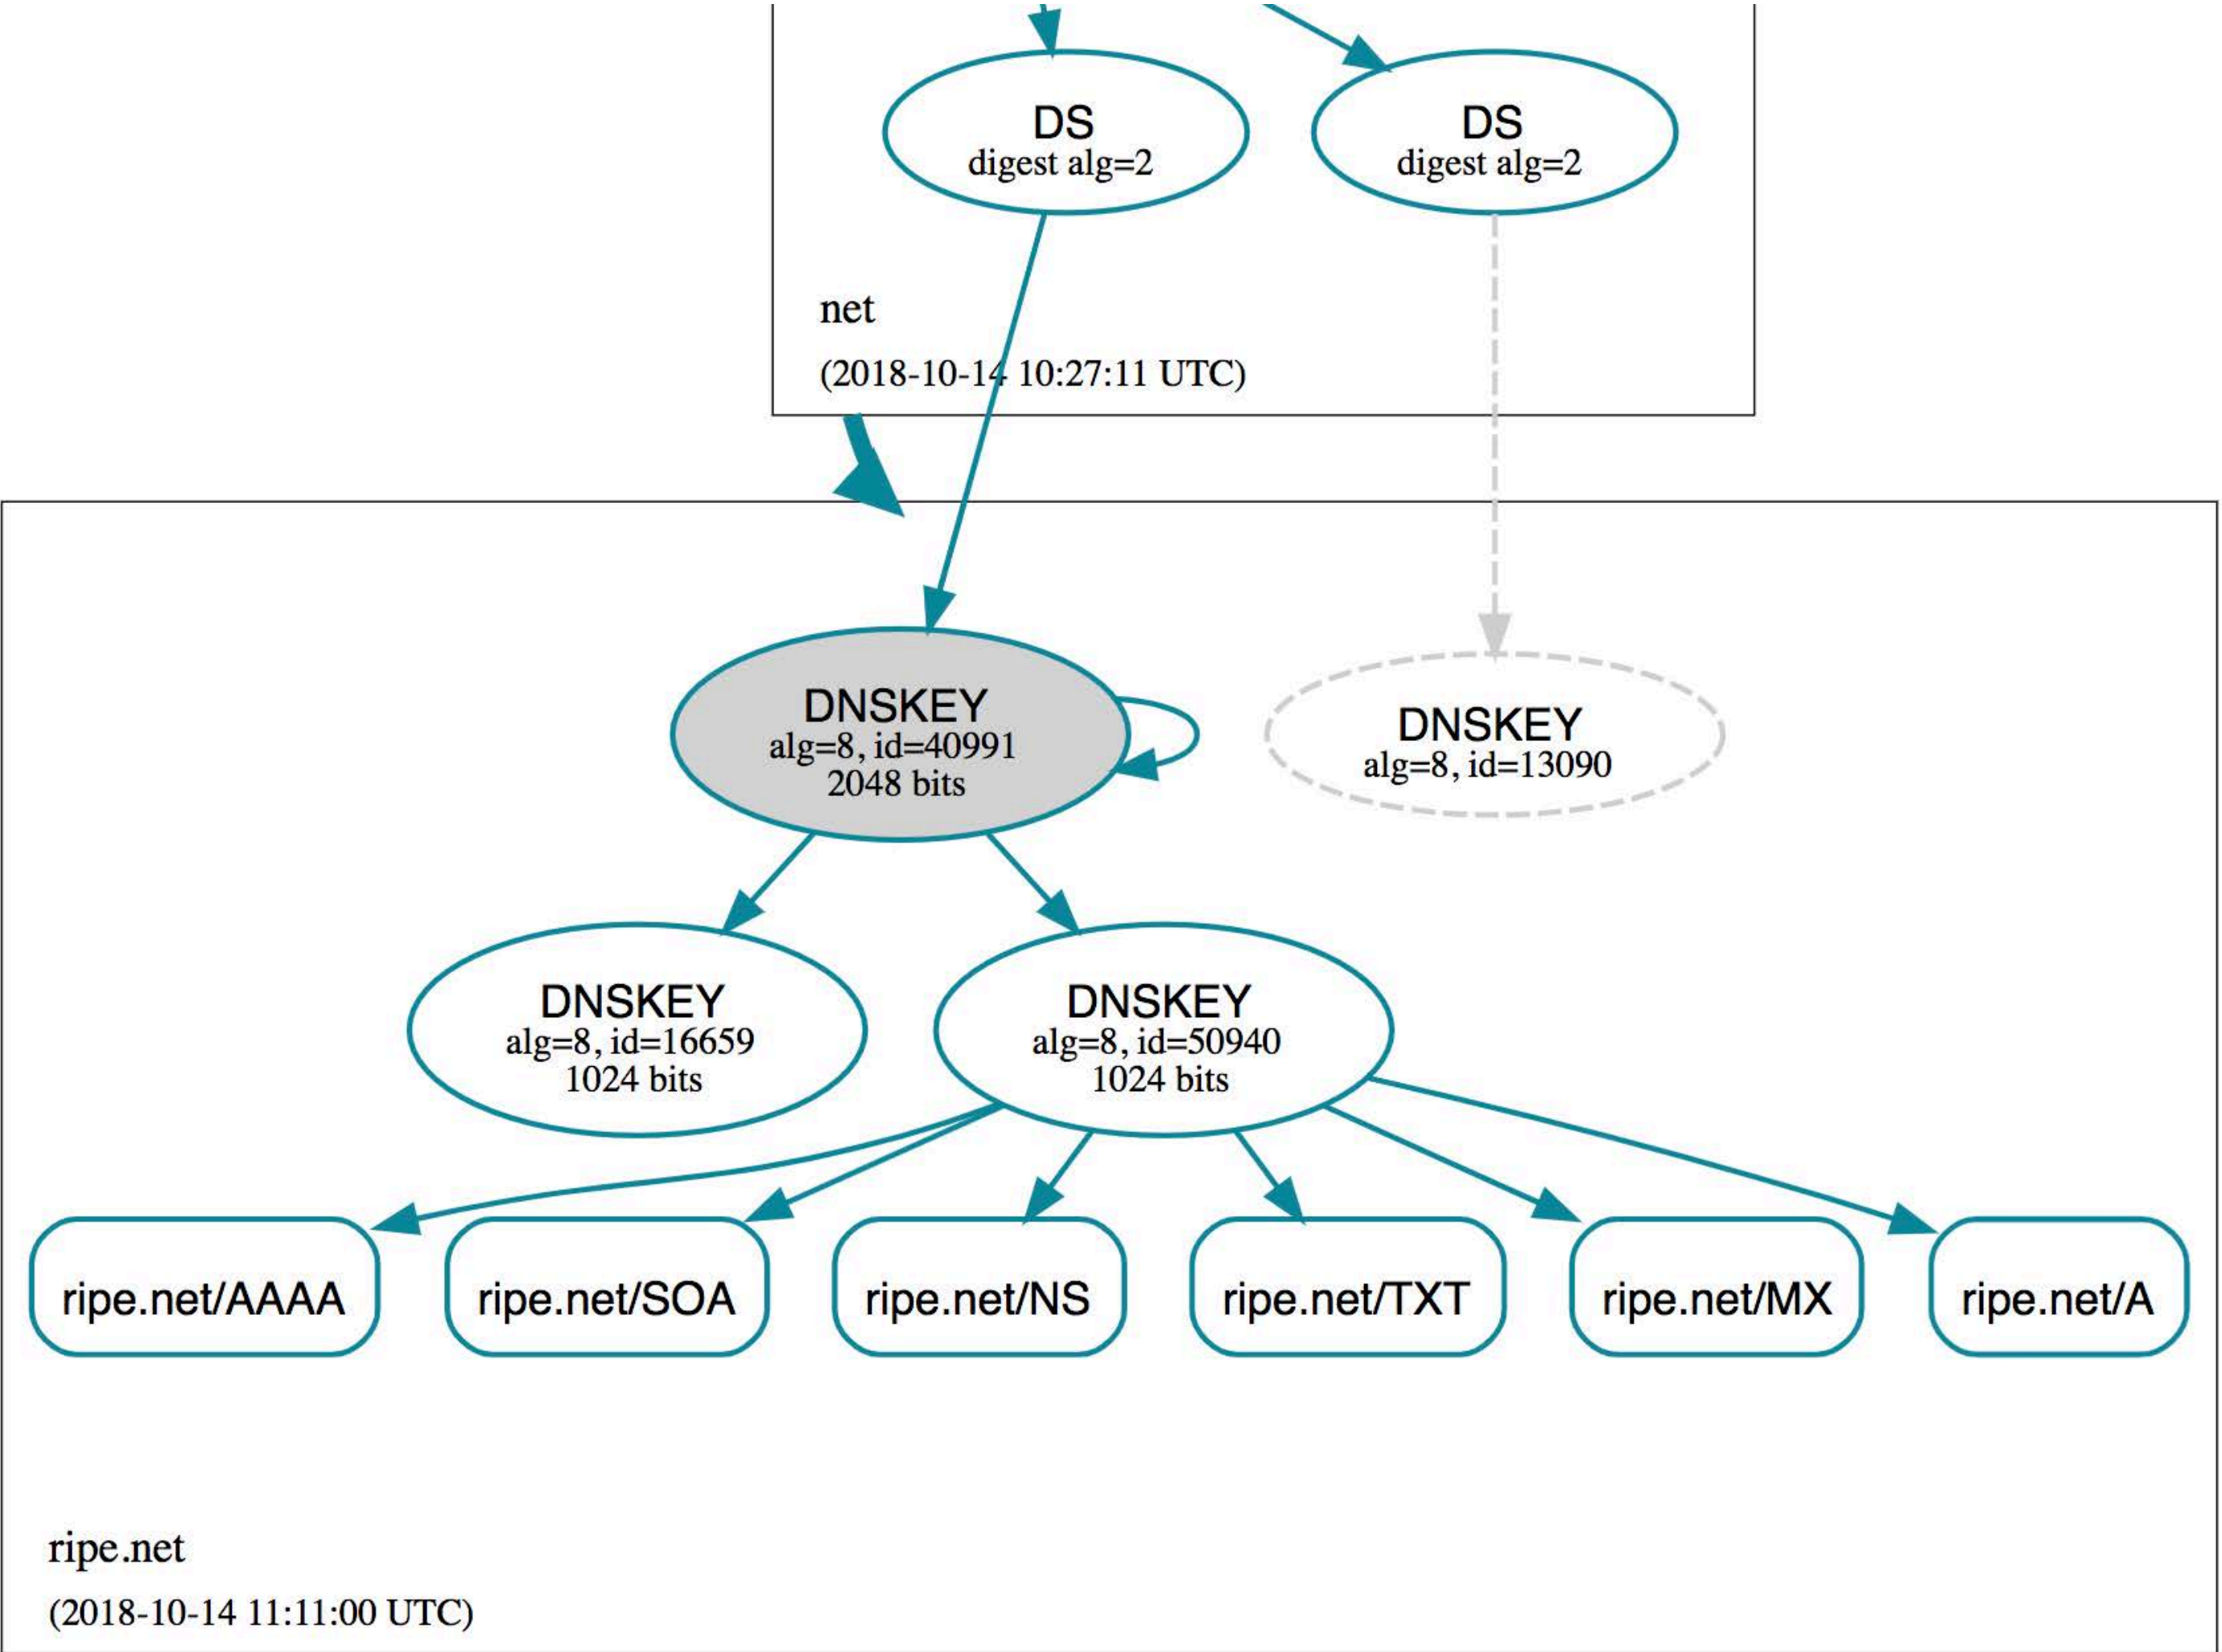 DS
digest alg=2
DS
digest alg=2
net
(2018-10-14 10:27:11 UTC)
DNSKEY
alg=8, id=40991
2048 bits
DNSKEY
alg=8, id=13090
DNSKEY
alg=8, id=16659
1024 bits
DNSKEY
alg=8, id=50940
1024 bits
ripe.net/AAAA
ripe.net/SOA
ripe.net/NS
ripe.net/TXT
ripe.net/MX
ripe.net/A
ripe.net
(2018-10-14 11:11:00 UTC)